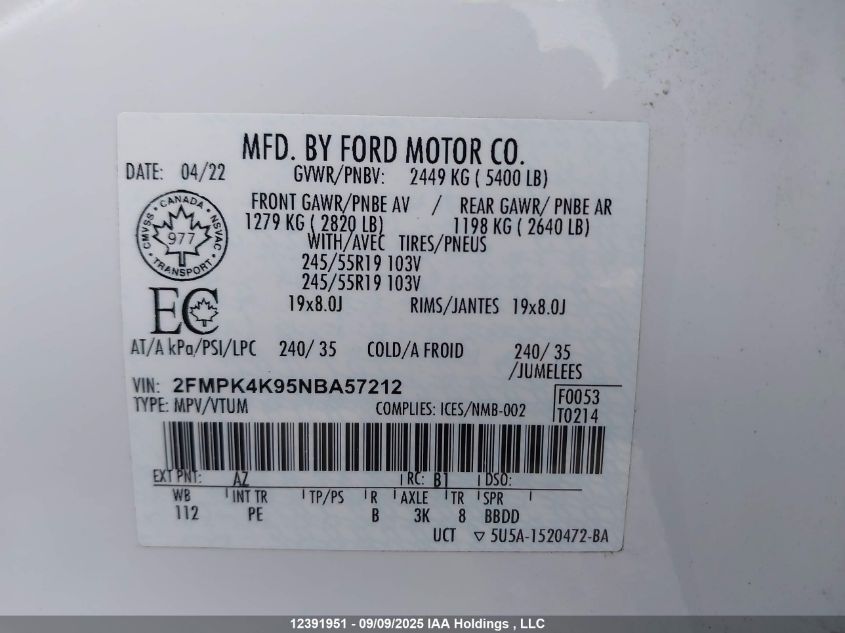 MFD. BY FORD MOTOR CO.
DATE: 04/22
GVWR/PNBV: 2449 KG ( 5400 LB)
FRONT GAWR/PNBE AV / REAR GAWR/ PNBE AR
1279 KG ( 2820 LB) 1198 KG ( 2640 LB)
WITH/AVEC TIRES/PNEUS
245/55R19 103V
245/55R19 103V
19x8.0J RIMS/JANTES 19x8.0J
CANADA
CMVSS 977 NSVAC
TRANSPORT
EC
AT/A kPa/PSI/LPC 240/ 35 COLD/A FROID 240/ 35
/JUMELEES
VIN: 2FMPK4K95NBA57212
F0053
TYPE: MPV/VTUM COMPLIES: ICES/NMB-002 T0214
EXT PNT: AZ RC: B1 DSO:
WB INT TR TP/PS R AXLE TR SPR
112 PE B 3K 8 BBDD
UCT ▽ 5U5A-1520472-BA
12391951 - 09/09/2025 IAA Holdings , LLC